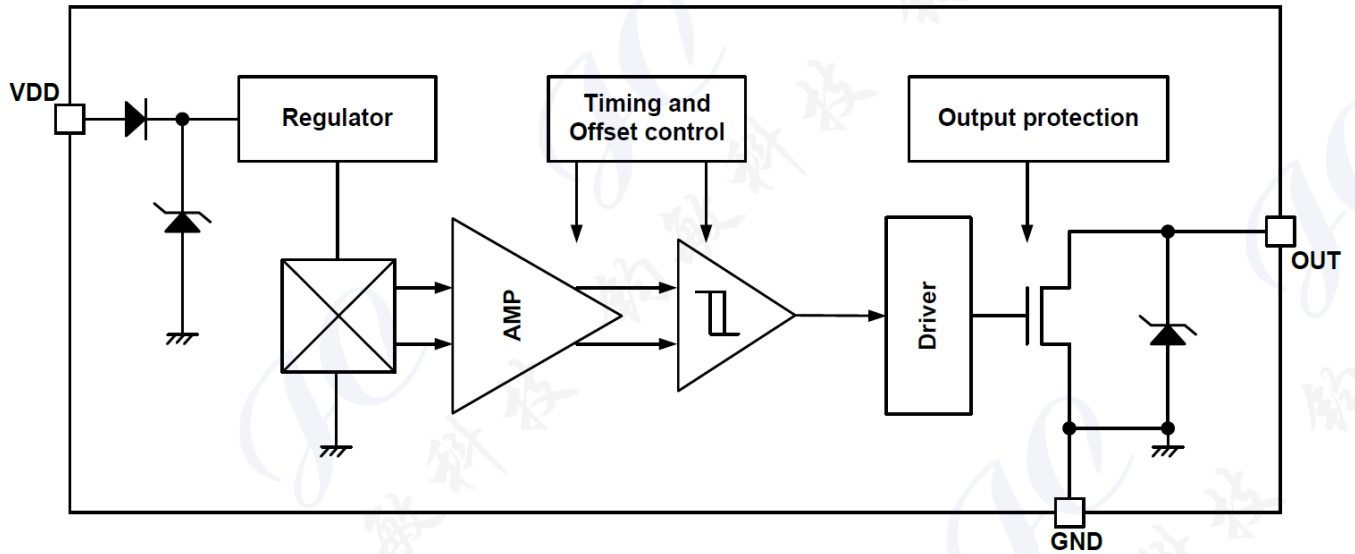 VDD
Regulator
Timing and
Offset control
Output protection
OUT
AMP
Driver
GND